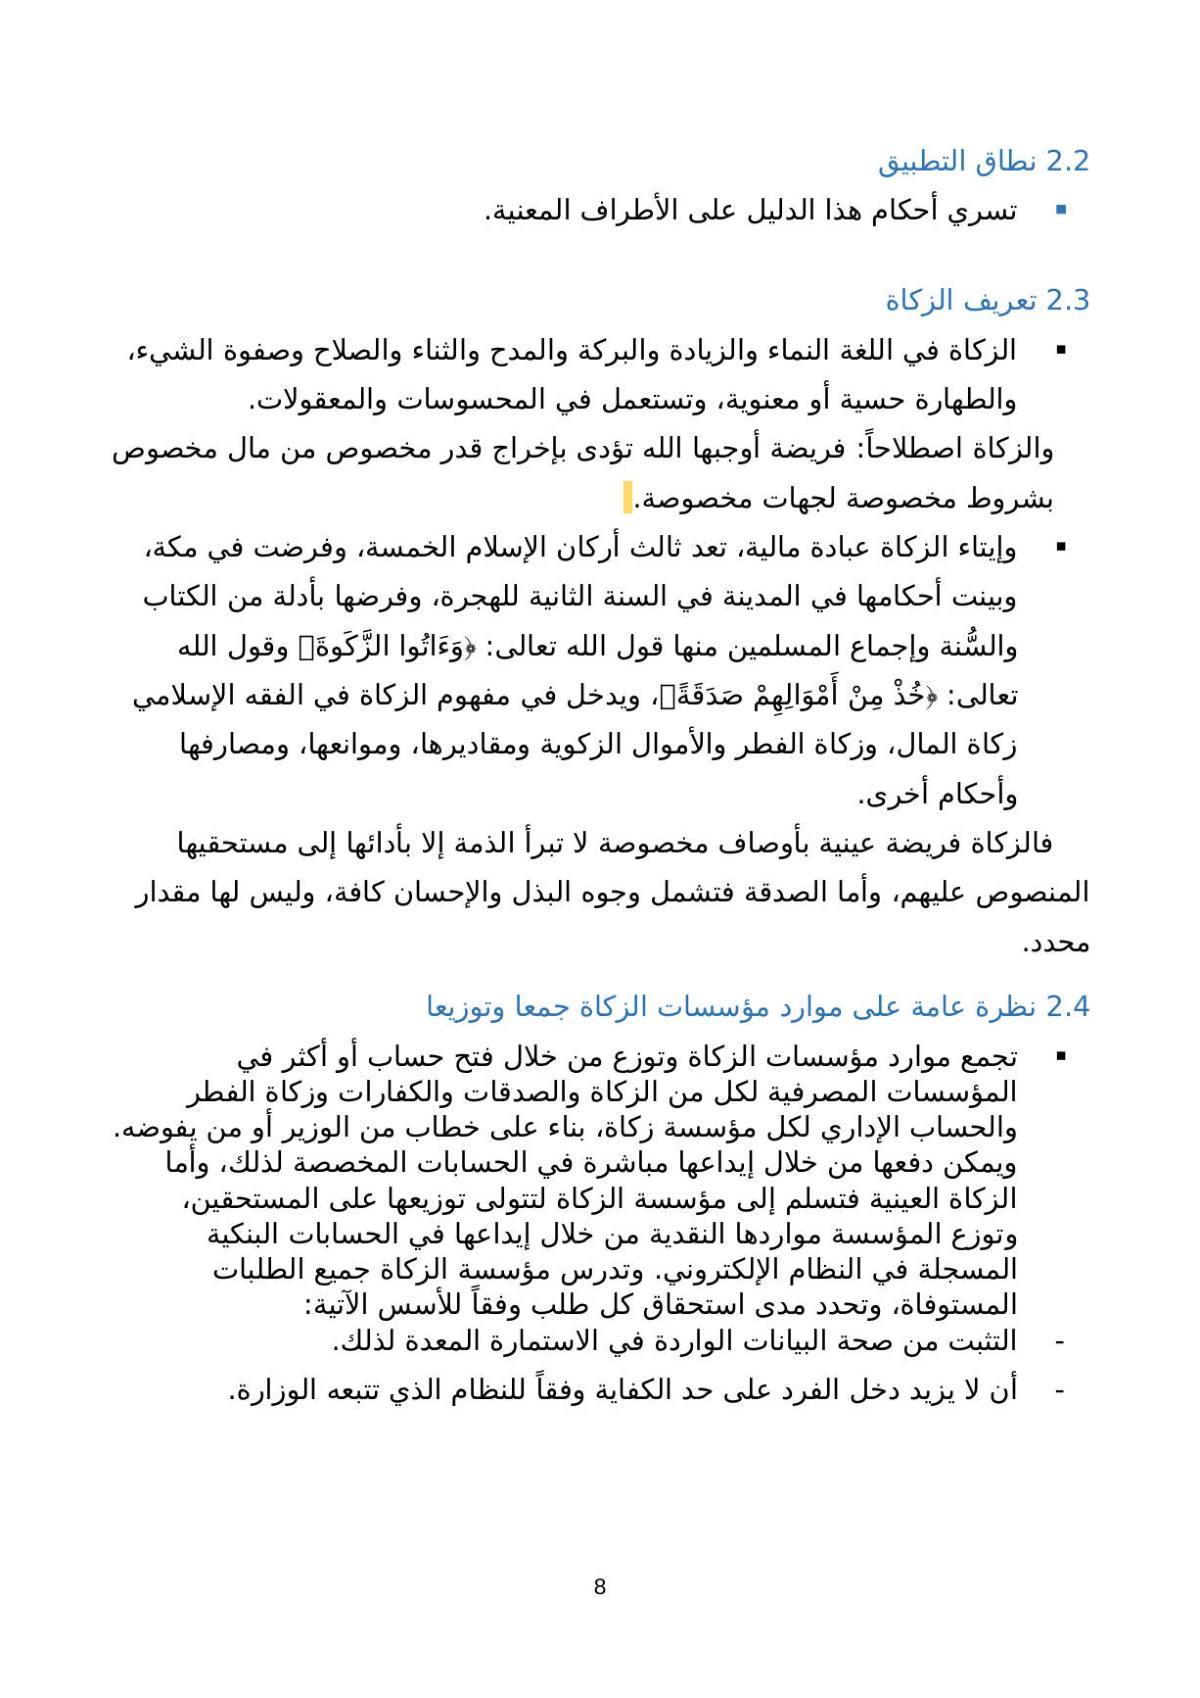 2.2 نطاق التطبيق
▪ تسري أحكام هذا الدليل على الأطراف المعنية.
2.3 تعريف الزكاة
▪ الزكاة في اللغة النماء والزيادة والبركة والمدح والثناء والصلاح وصفوة الشيء،
والطهارة حسية أو معنوية، وتستعمل في المحسوسات والمعقولات.
والزكاة اصطلاحاً: فريضة أوجبها الله تؤدى بإخراج قدر مخصوص من مال مخصوص
بشروط مخصوصة لجهات مخصوصة.
▪ وإيتاء الزكاة عبادة مالية، تعد ثالث أركان الإسلام الخمسة، وفرضت في مكة،
وبينت أحكامها في المدينة في السنة الثانية للهجرة، وفرضها بأدلة من الكتاب
والسُّنة وإجماع المسلمين منها قول الله تعالى: ﴿وَءَاتُوا الزَّكَوةَ﴾ وقول الله
تعالى: ﴿خُذْ مِنْ أَمْوَالِهِمْ صَدَقَةً﴾، ويدخل في مفهوم الزكاة في الفقه الإسلامي
زكاة المال، وزكاة الفطر والأموال الزكوية ومقاديرها، وموانعها، ومصارفها
وأحكام أخرى.
فالزكاة فريضة عينية بأوصاف مخصوصة لا تبرأ الذمة إلا بأدائها إلى مستحقيها
المنصوص عليهم، وأما الصدقة فتشمل وجوه البذل والإحسان كافة، وليس لها مقدار
محدد.
2.4 نظرة عامة على موارد مؤسسات الزكاة جمعا وتوزيعا
▪ تجمع موارد مؤسسات الزكاة وتوزع من خلال فتح حساب أو أكثر في
المؤسسات المصرفية لكل من الزكاة والصدقات والكفارات وزكاة الفطر
والحساب الإداري لكل مؤسسة زكاة، بناء على خطاب من الوزير أو من يفوضه.
ويمكن دفعها من خلال إيداعها مباشرة في الحسابات المخصصة لذلك، وأما
الزكاة العينية فتسلم إلى مؤسسة الزكاة لتتولى توزيعها على المستحقين،
وتوزع المؤسسة مواردها النقدية من خلال إيداعها في الحسابات البنكية
المسجلة في النظام الإلكتروني. وتدرس مؤسسة الزكاة جميع الطلبات
المستوفاة، وتحدد مدى استحقاق كل طلب وفقاً للأسس الآتية:
- التثبت من صحة البيانات الواردة في الاستمارة المعدة لذلك.
- أن لا يزيد دخل الفرد على حد الكفاية وفقاً للنظام الذي تتبعه الوزارة.
8